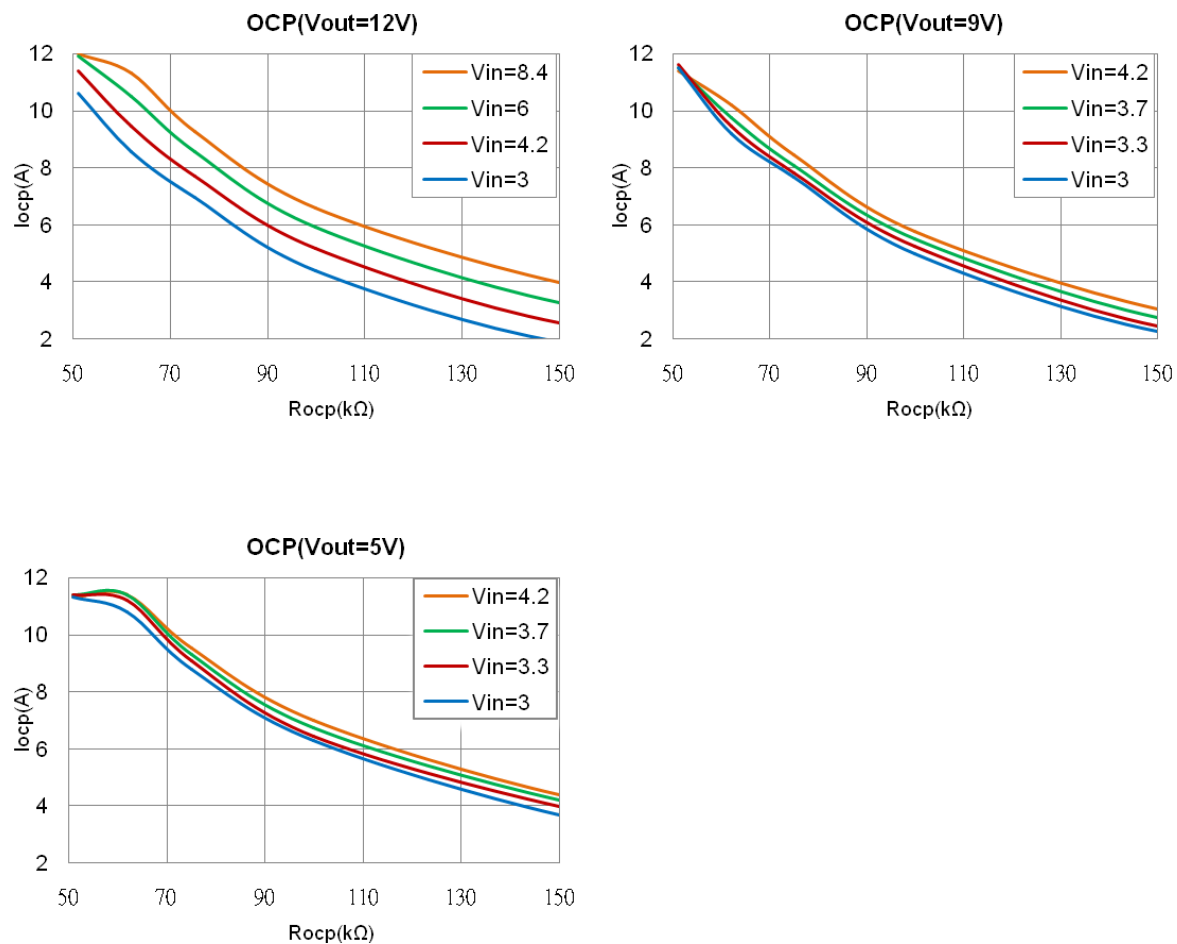 OCP(Vout=12V)
12
10
8
6
4
2
Iocp(A)
50 70 90 110 130 150
Rocp(kΩ)
Vin=8.4
Vin=6
Vin=4.2
Vin=3
OCP(Vout=9V)
12
10
8
6
4
2
Iocp(A)
50 70 90 110 130 150
Rocp(kΩ)
Vin=4.2
Vin=3.7
Vin=3.3
Vin=3
OCP(Vout=5V)
12
10
8
6
4
2
Iocp(A)
50 70 90 110 130 150
Rocp(kΩ)
Vin=4.2
Vin=3.7
Vin=3.3
Vin=3